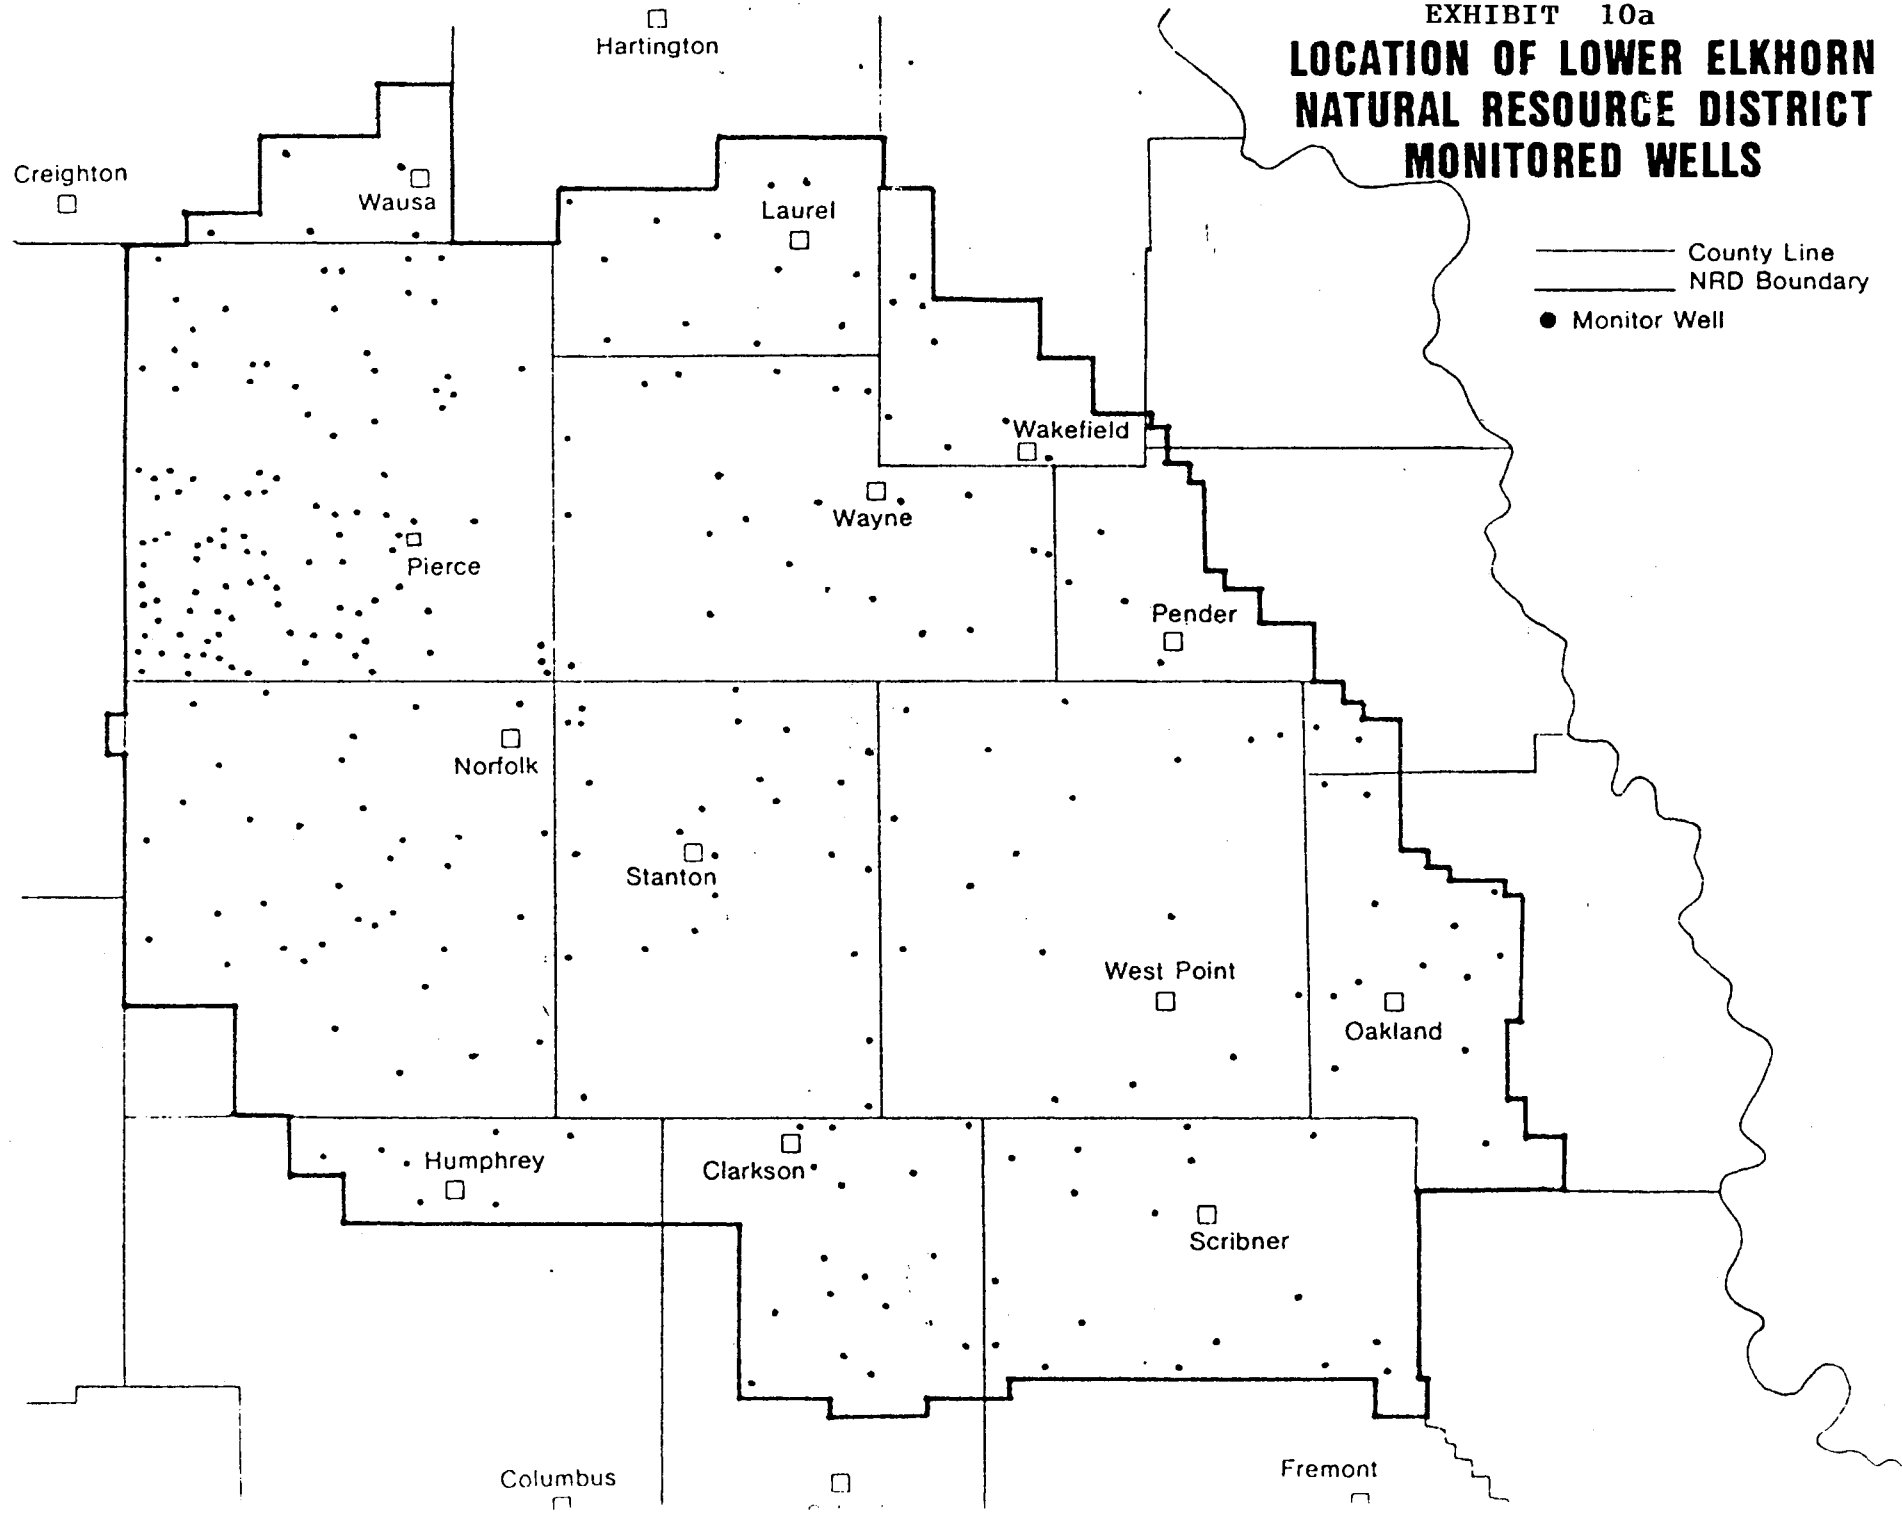 EXHIBIT 10a
LOCATION OF LOWER ELKHORN
NATURAL RESOURCE DISTRICT
MONITORED WELLS
County Line
NRD Boundary
Monitor Well
Hartington
Creighton
Wausa
Laurel
Wakefield
Wayne
Pierce
Pender
Norfolk
Stanton
West Point
Oakland
Humphrey
Clarkson
Scribner
Columbus
Fremont